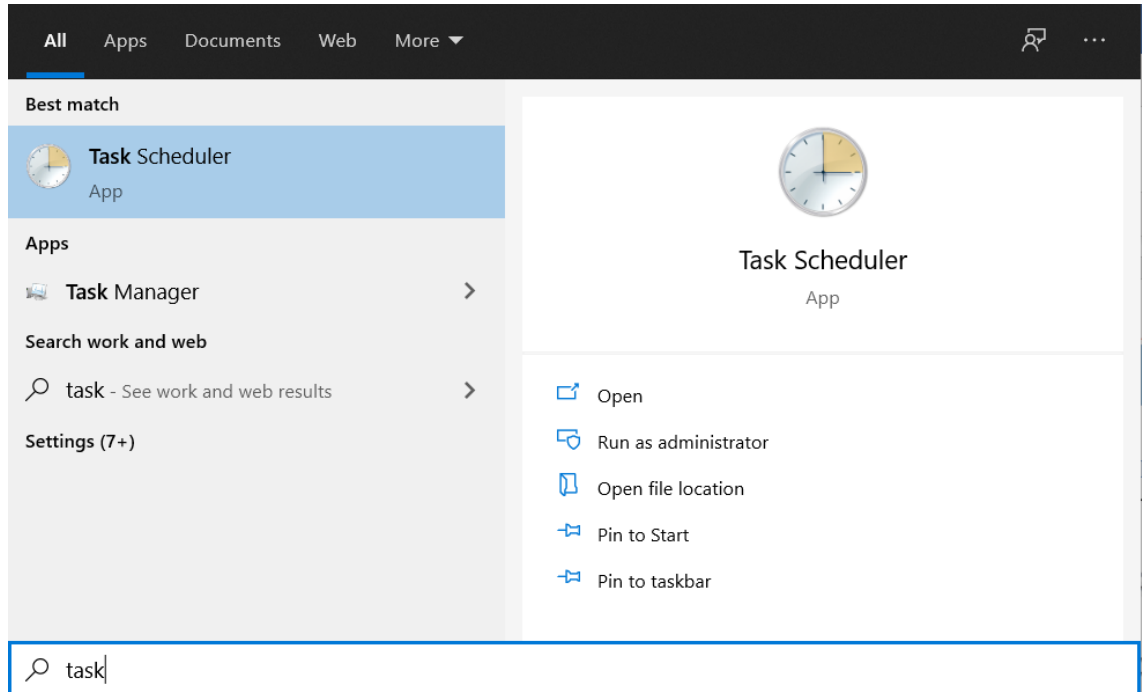 All Apps Documents Web More
Best match
Task Scheduler
App
Apps
Task Manager
Search work and web
task - See work and web results
Settings (7+)
Task Scheduler
App
Open
Run as administrator
Open file location
Pin to Start
Pin to taskbar
task